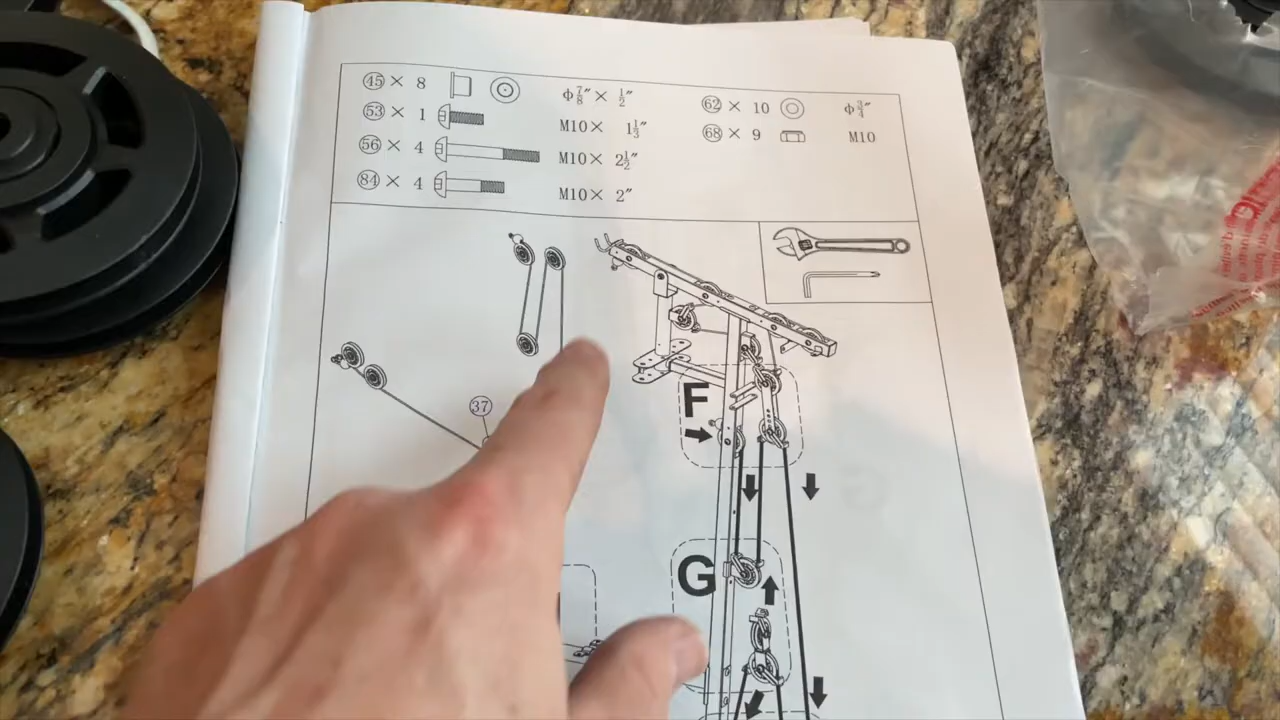 45 × 8 Φ7/8″× 1/2″
53 × 1 M10× 1 1/3″
56 × 4 M10× 2 1/2″
84 × 4 M10× 2″
62 × 10 Φ3/4″
68 × 9 M10
37
F
G